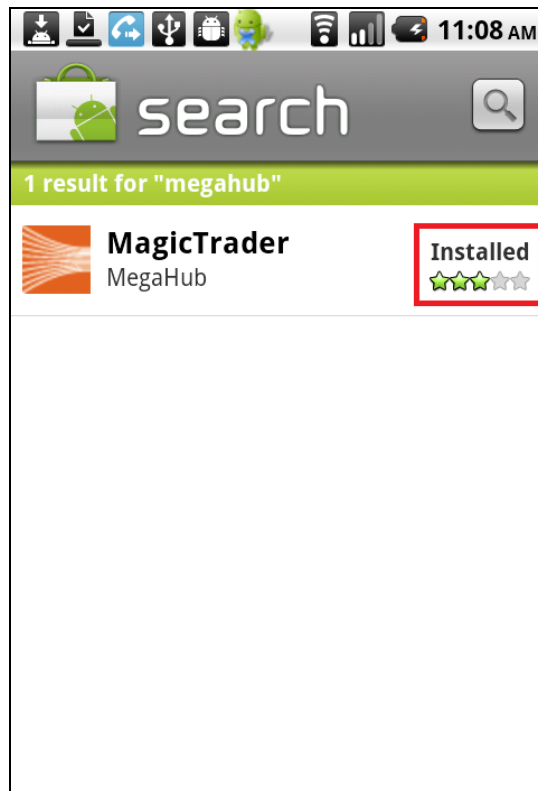 11:08 AM
search
1 result for "megahub"
MagicTrader
Installed
MegaHub